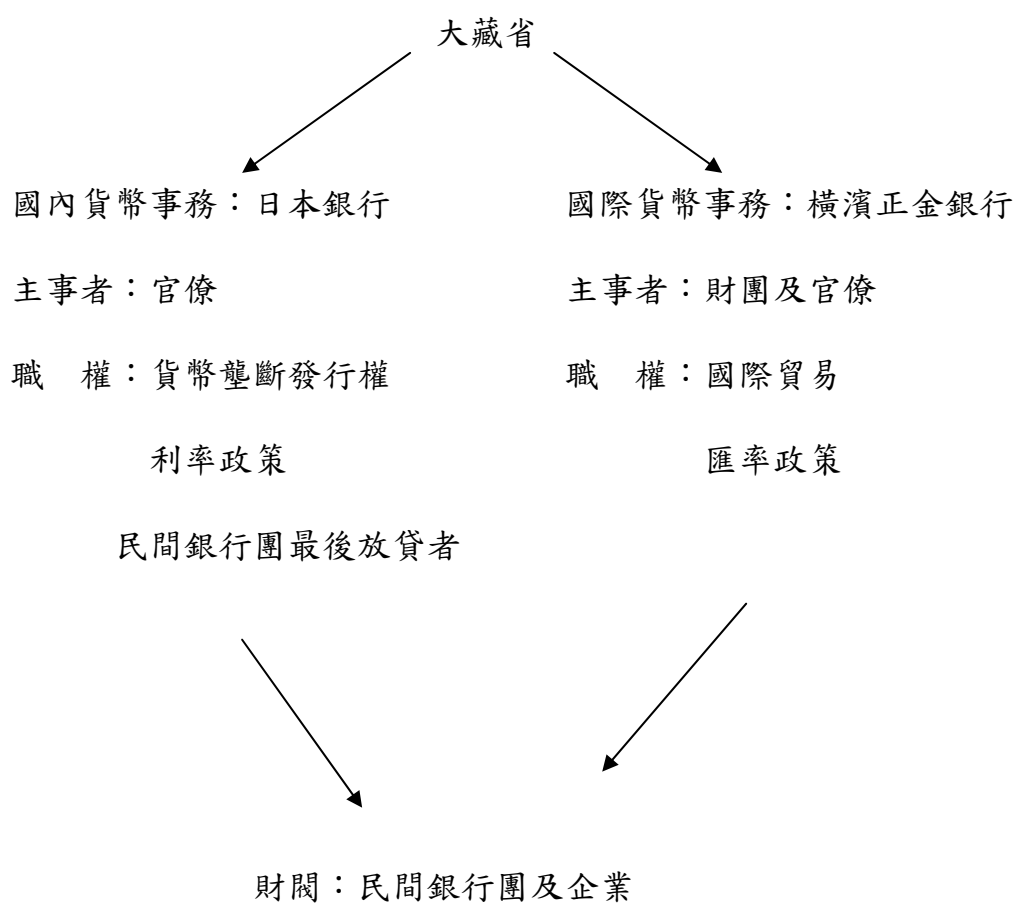 大藏省
國內貨幣事務：日本銀行
主事者：官僚
職　權：貨幣壟斷發行權
利率政策
民間銀行團最後放貸者
國際貨幣事務：橫濱正金銀行
主事者：財團及官僚
職　權：國際貿易
匯率政策
財閥：民間銀行團及企業